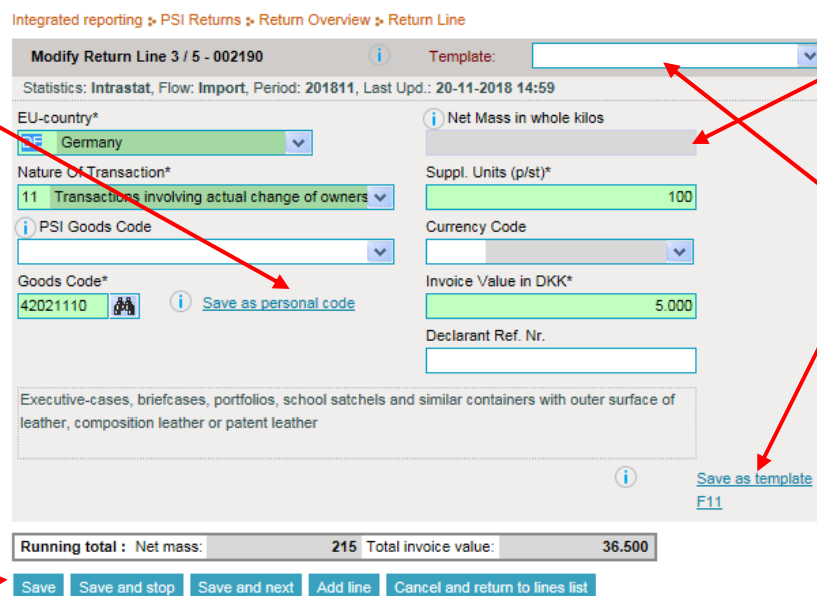 Integrated reporting PSI Returns Return Overview Return Line
Modify Return Line 3 / 5 - 002190
Template:
Statistics: Intrastat, Flow: Import, Period: 201811, Last Upd.: 20-11-2018 14:59
EU-country*
Net Mass in whole kilos
DE Germany
Nature Of Transaction*
Suppl. Units (p/st)*
11 Transactions involving actual change of owners
100
PSI Goods Code
Currency Code
Goods Code*
Invoice Value in DKK*
42021110
Save as personal code
5.000
Declarant Ref. Nr.
Executive-cases, briefcases, portfolios, school satchels and similar containers with outer surface of
leather, composition leather or patent leather
Save as template
F11
Running total : Net mass: 215 Total invoice value: 36.500
Save Save and stop Save and next Add line Cancel and return to lines list